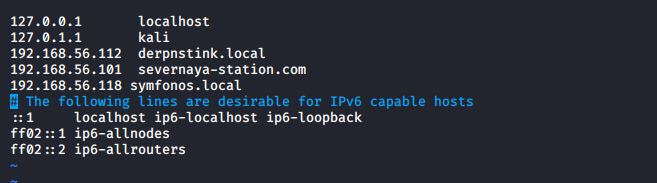 127.0.0.1       localhost
127.0.1.1       kali
192.168.56.112  derpnstink.local
192.168.56.101  severnaya-station.com
192.168.56.118 symfonos.local
# The following lines are desirable for IPv6 capable hosts
::1     localhost ip6-localhost ip6-loopback
ff02::1 ip6-allnodes
ff02::2 ip6-allrouters
~
~